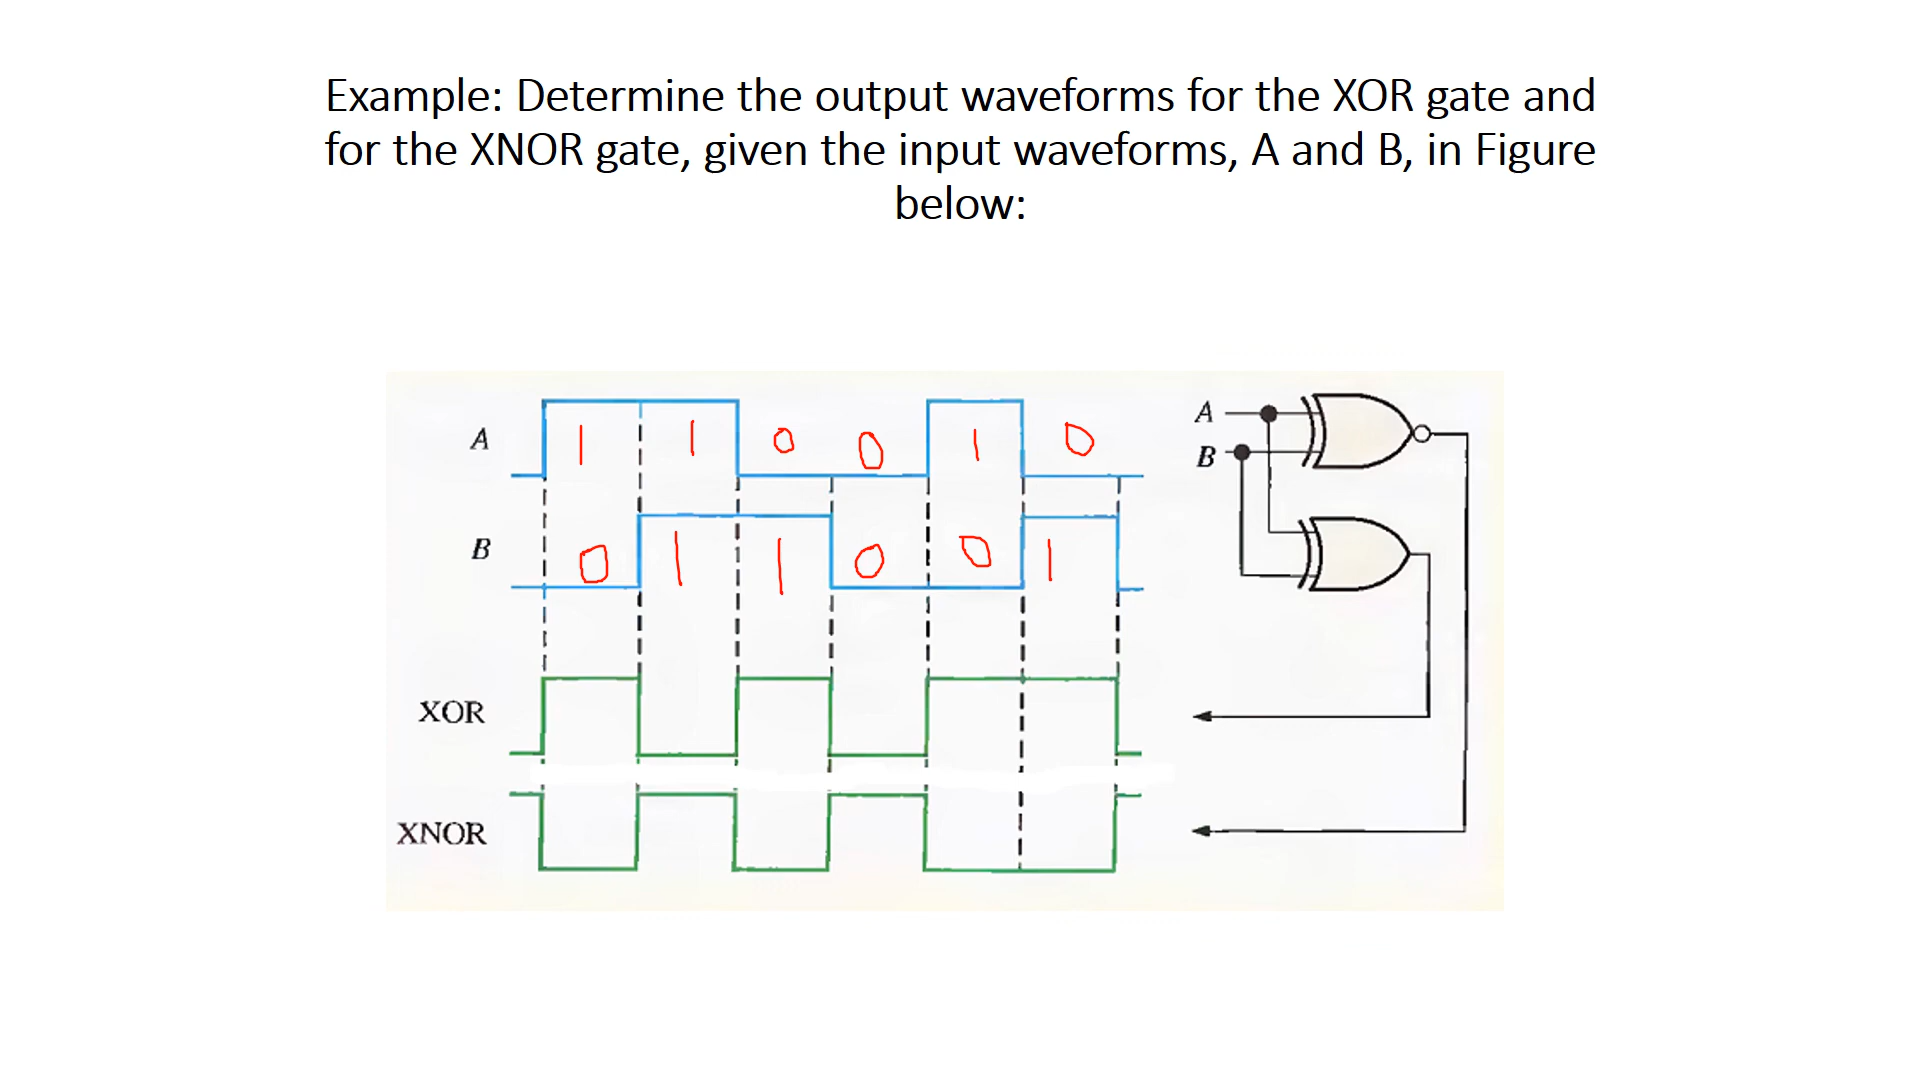 Example: Determine the output waveforms for the XOR gate and
for the XNOR gate, given the input waveforms, A and B, in Figure
below:
A 1 1 0 0 1 0
B 0 1 1 0 0 1
XOR
XNOR
A
B